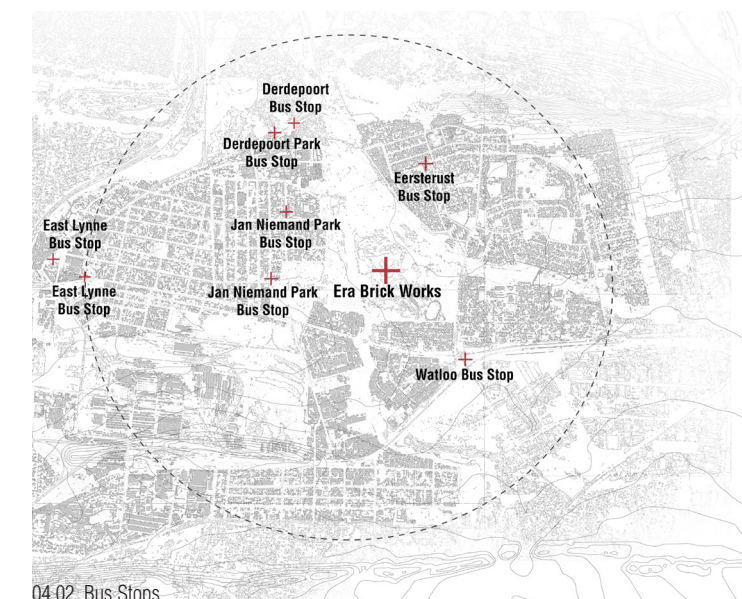 Derdepoort
Bus Stop
Derdepoort Park
Bus Stop
Eersterust
Bus Stop
East Lynne
Bus Stop
Jan Niemand Park
Bus Stop
East Lynne
Bus Stop
Jan Niemand Park
Bus Stop
Era Brick Works
Watloo Bus Stop
04.02. Bus Stops